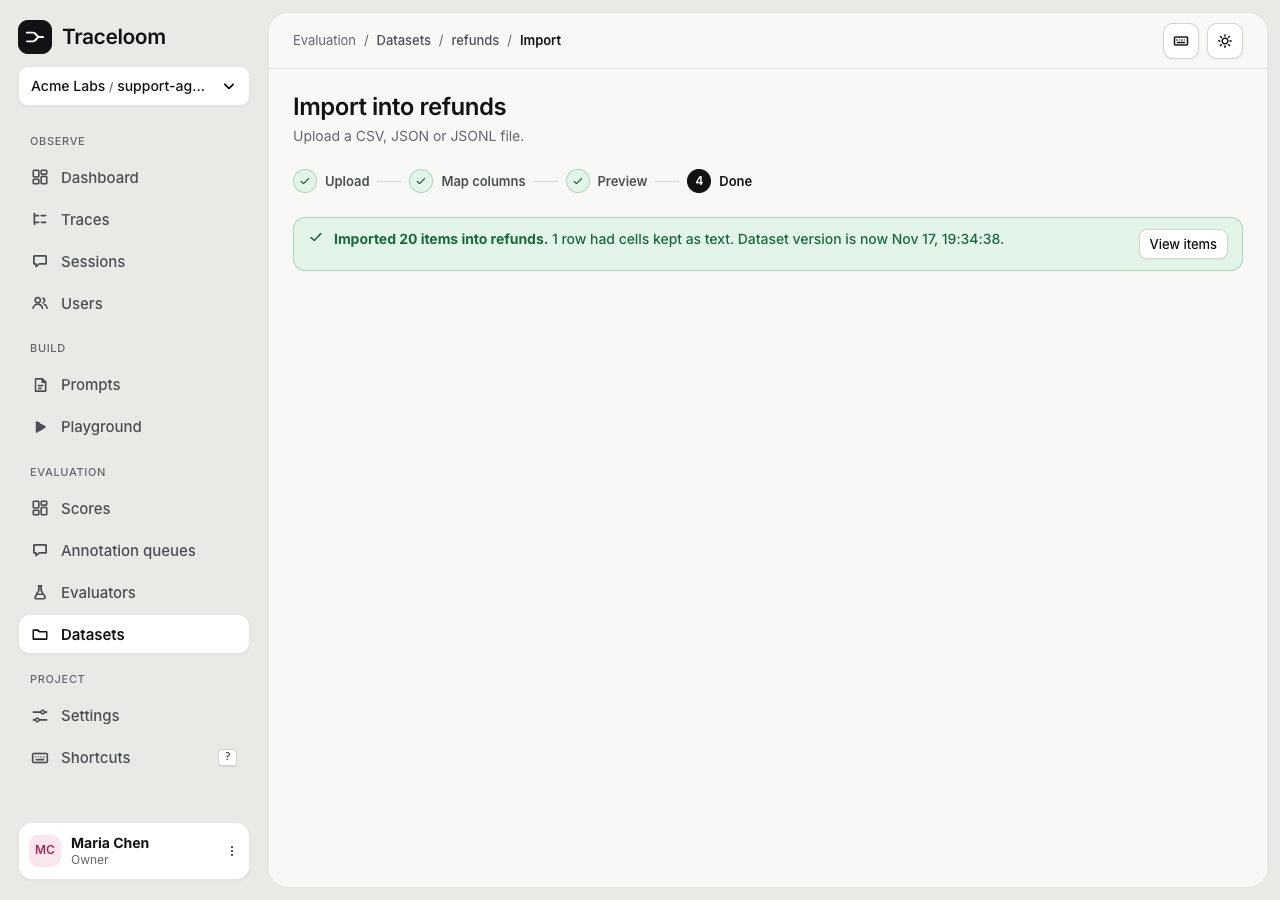 Traceloom
Acme Labs / support-ag...
OBSERVE
Dashboard
Traces
Sessions
Users
BUILD
Prompts
Playground
EVALUATION
Scores
Annotation queues
Evaluators
Datasets
PROJECT
Settings
Shortcuts ?
MC Maria Chen
Owner
Evaluation / Datasets / refunds / Import
Import into refunds
Upload a CSV, JSON or JSONL file.
Upload Map columns Preview 4 Done
Imported 20 items into refunds. 1 row had cells kept as text. Dataset version is now Nov 17, 19:34:38. View items